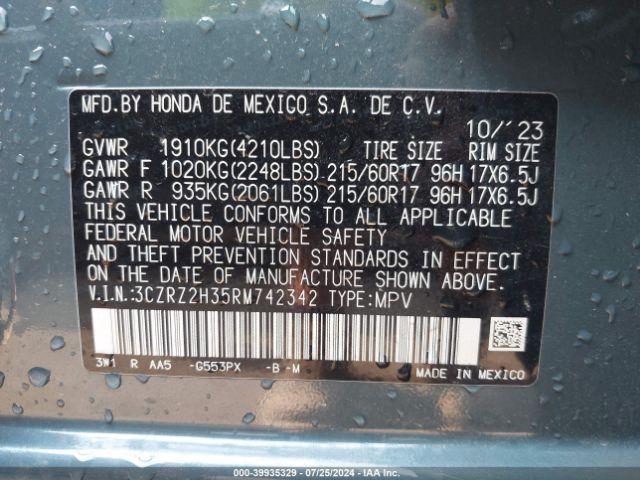 MFD. BY HONDA DE MEXICO S.A. DE C.V.
10/'23
GVWR 1910KG(4210LBS) TIRE SIZE RIM SIZE
GAWR F 1020KG(2248LBS) 215/60R17 96H 17X6.5J
GAWR R 935KG(2061LBS) 215/60R17 96H 17X6.5J
THIS VEHICLE CONFORMS TO ALL APPLICABLE
FEDERAL MOTOR VEHICLE SAFETY
AND THEFT PREVENTION STANDARDS IN EFFECT
ON THE DATE OF MANUFACTURE SHOWN ABOVE.
V.I.N.:3CZRZ2H35RM742342 TYPE:MPV
3W1 R AA5 -G553PX -B-M
MADE IN MEXICO
000-39935329 - 07/25/2024 - IAA Inc.